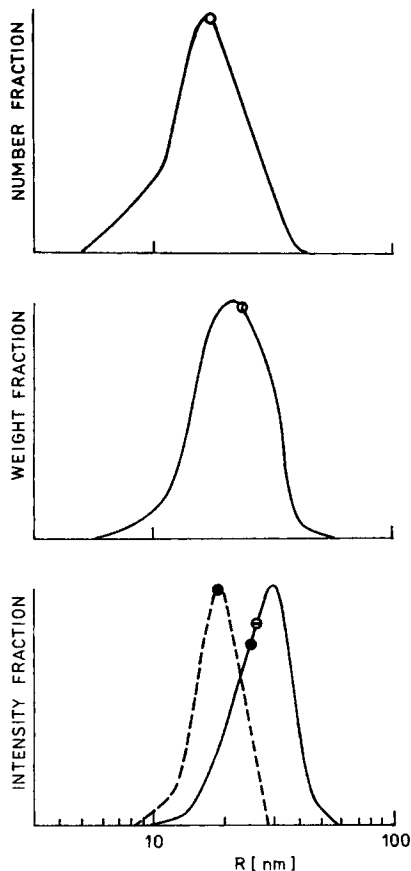 NUMBER FRACTION
WEIGHT FRACTION
INTENSITY FRACTION
10
100
R [ nm ]